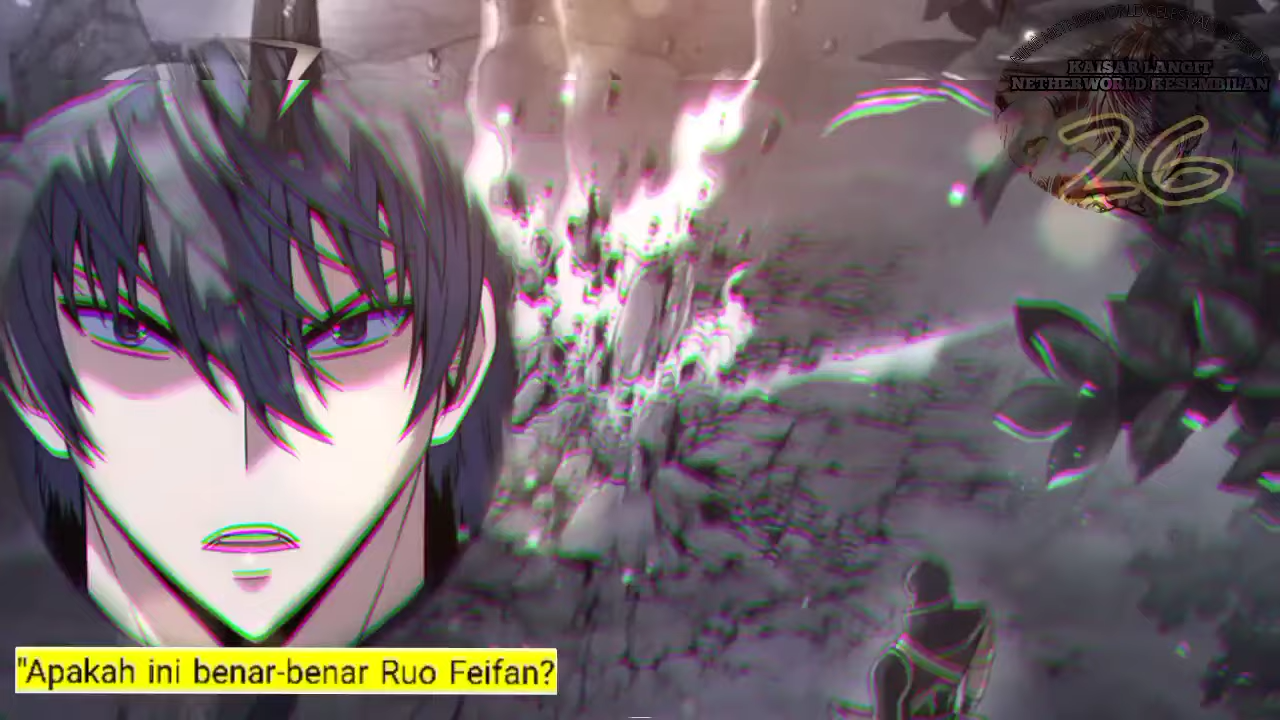 KAISAR LANGIT
NETHERWORLD KESEMBILAN
26
"Apakah ini benar-benar Ruo Feifan?